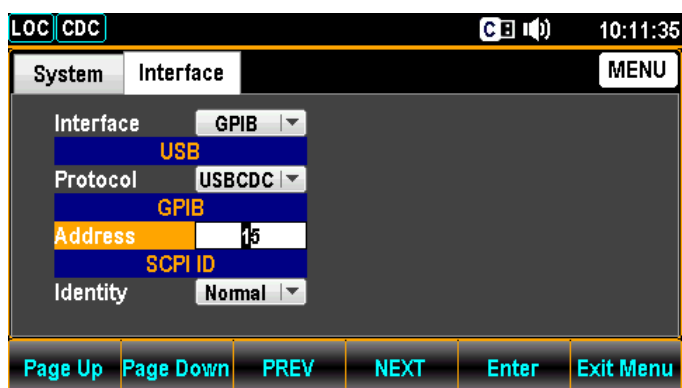 LOC CDC C 10:11:35
System Interface MENU
Interface GPIB
USB
Protocol USBCDC
GPIB
Address 15
SCPI ID
Identity Normal
Page Up Page Down PREV NEXT Enter Exit Menu